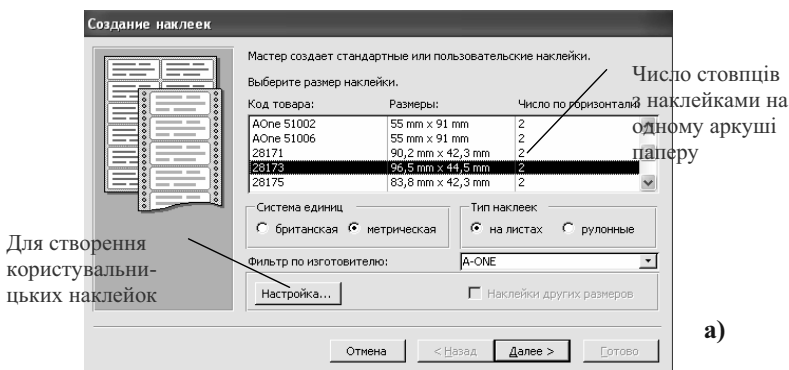 Создание наклеек
Мастер создает стандартные или пользовательские наклейки.
Выберите размер наклейки.
Код товара: Размеры: Число по горизонтали:
AOne 51002 55 mm x 91 mm 2
AOne 51006 55 mm x 91 mm 2
28171 90,2 mm x 42,3 mm 2
28173 96,5 mm x 44,5 mm 2
28175 83,8 mm x 42,3 mm 2
Число стовпців
з наклейками на
одному аркуші
паперу
Система единиц
британская метрическая
Тип наклеек
на листах рулонные
Для створення
користувальни-
цьких наклейок
Фильтр по изготовителю: A-ONE
Настройка... Наклейки других размеров
Отмена < Назад Далее > Готово
а)